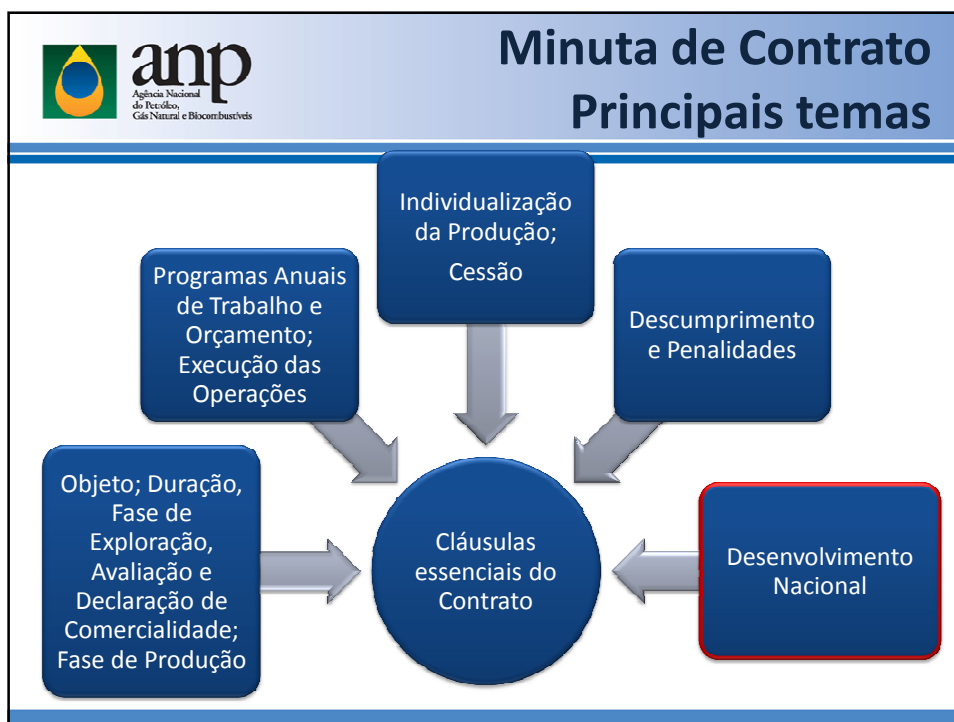 anp
Agência Nacional
do Petróleo,
Gás Natural e Biocombustíveis
Minuta de Contrato
Principais temas
Individualização
da Produção;
Cessão
Programas Anuais
de Trabalho e
Orçamento;
Execução das
Operações
Descumprimento
e Penalidades
Objeto; Duração,
Fase de
Exploração,
Avaliação e
Declaração de
Comercialidade;
Fase de Produção
Cláusulas
essenciais do
Contrato
Desenvolvimento
Nacional